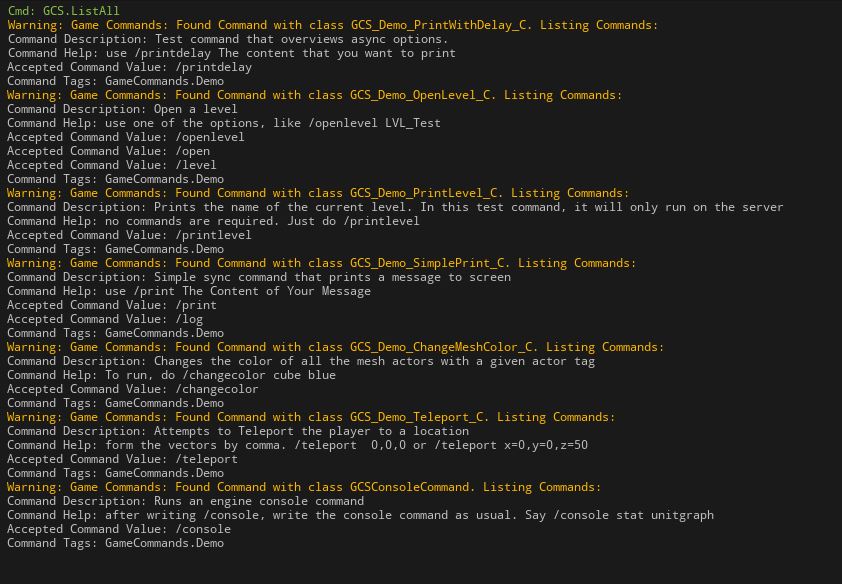 Cmd: GCS.ListAll
Warning: Game Commands: Found Command with class GCS_Demo_PrintWithDelay_C. Listing Commands:
Command Description: Test command that overviews async options.
Command Help: use /printdelay The content that you want to print
Accepted Command Value: /printdelay
Command Tags: GameCommands.Demo
Warning: Game Commands: Found Command with class GCS_Demo_OpenLevel_C. Listing Commands:
Command Description: Open a level
Command Help: use one of the options, like /openlevel LVL_Test
Accepted Command Value: /openlevel
Accepted Command Value: /open
Accepted Command Value: /level
Command Tags: GameCommands.Demo
Warning: Game Commands: Found Command with class GCS_Demo_PrintLevel_C. Listing Commands:
Command Description: Prints the name of the current level. In this test command, it will only run on the server
Command Help: no commands are required. Just do /printlevel
Accepted Command Value: /printlevel
Command Tags: GameCommands.Demo
Warning: Game Commands: Found Command with class GCS_Demo_SimplePrint_C. Listing Commands:
Command Description: Simple sync command that prints a message to screen
Command Help: use /print The Content of Your Message
Accepted Command Value: /print
Accepted Command Value: /log
Command Tags: GameCommands.Demo
Warning: Game Commands: Found Command with class GCS_Demo_ChangeMeshColor_C. Listing Commands:
Command Description: Changes the color of all the mesh actors with a given actor tag
Command Help: To run, do /changecolor cube blue
Accepted Command Value: /changecolor
Command Tags: GameCommands.Demo
Warning: Game Commands: Found Command with class GCS_Demo_Teleport_C. Listing Commands:
Command Description: Attempts to Teleport the player to a location
Command Help: form the vectors by comma. /teleport  0,0,0 or /teleport x=0,y=0,z=50
Accepted Command Value: /teleport
Command Tags: GameCommands.Demo
Warning: Game Commands: Found Command with class GCSConsoleCommand. Listing Commands:
Command Description: Runs an engine console command
Command Help: after writing /console, write the console command as usual. Say /console stat unitgraph
Accepted Command Value: /console
Command Tags: GameCommands.Demo